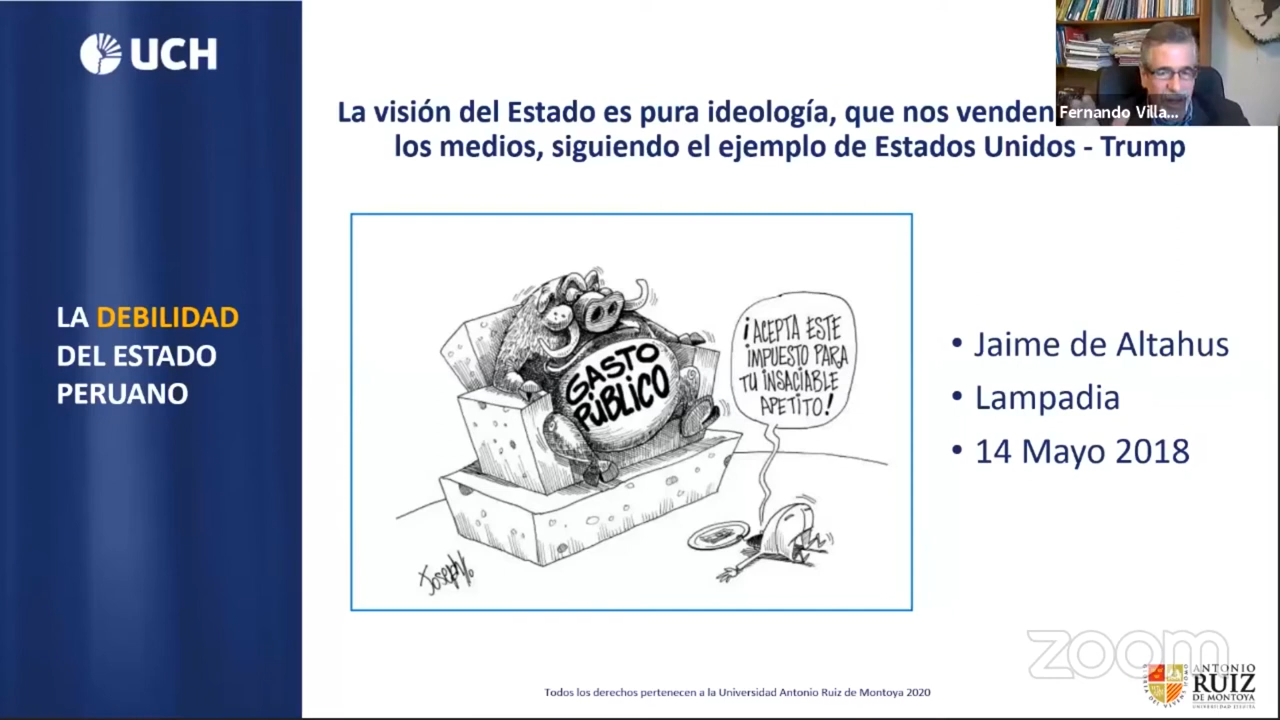 UCH
La visión del Estado es pura ideología, que nos venden
los medios, siguiendo el ejemplo de Estados Unidos - Trump
Fernando Villa...
LA DEBILIDAD
DEL ESTADO
PERUANO
GASTO
PÚBLICO
¡ACEPTA ESTE
IMPUESTO PARA
TU INSACIABLE
APETITO!
• Jaime de Altahus
• Lampadia
• 14 Mayo 2018
zoom
ANTONIO
RUIZ
DE MONTOYA
UNIVERSIDAD JESUITA
Todos los derechos pertenecen a la Universidad Antonio Ruiz de Montoya 2020